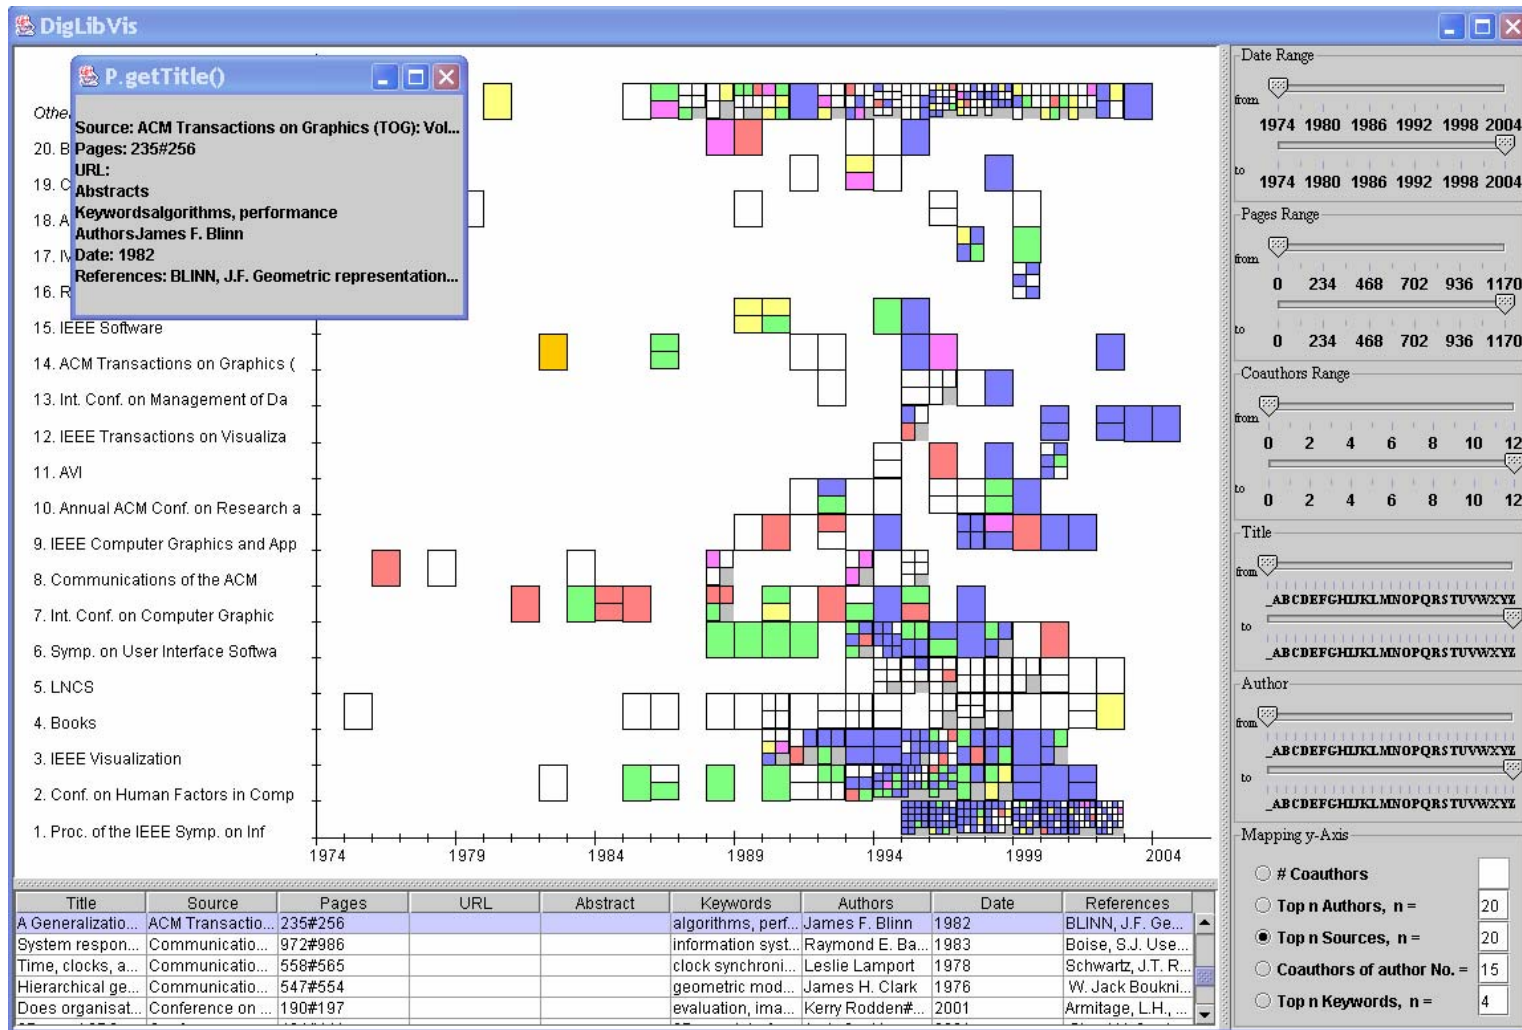 DigLibVis
P.getTitle()
Source: ACM Transactions on Graphics (TOG): Vol...
Pages: 235#256
URL:
Abstracts
Keywordsalgorithms, performance
AuthorsJames F. Blinn
Date: 1982
References: BLINN, J.F. Geometric representation...
Othe
20. B
19. C
18. A
17. IV
16. R
15. IEEE Software
14. ACM Transactions on Graphics (
13. Int. Conf. on Management of Da
12. IEEE Transactions on Visualiza
11. AVI
10. Annual ACM Conf. on Research a
9. IEEE Computer Graphics and App
8. Communications of the ACM
7. Int. Conf. on Computer Graphic
6. Symp. on User Interface Softwa
5. LNCS
4. Books
3. IEEE Visualization
2. Conf. on Human Factors in Comp
1. Proc. of the IEEE Symp. on Inf
1974 1979 1984 1989 1994 1999 2004
Title Source Pages URL Abstract Keywords Authors Date References
A Generalizatio... ACM Transactio... 235#256 algorithms, perf... James F. Blinn 1982 BLINN, J.F. Ge...
System respon... Communicatio... 972#986 information syst... Raymond E. Ba... 1983 Boise, S.J. Use...
Time, clocks, a... Communicatio... 558#565 clock synchroni... Leslie Lamport 1978 Schwartz, J.T. R...
Hierarchical ge... Communicatio... 547#554 geometric mod... James H. Clark 1976 W. Jack Boukni...
Does organisat... Conference on ... 190#197 evaluation, ima... Kerry Rodden#... 2001 Armitage, L.H., ...
Date Range
from
1974 1980 1986 1992 1998 2004
to
1974 1980 1986 1992 1998 2004
Pages Range
from
0 234 468 702 936 1170
to
0 234 468 702 936 1170
Coauthors Range
from
0 2 4 6 8 10 12
to
0 2 4 6 8 10 12
Title
from
_ABCDEFGHIJKLMNOPQRSTUVWXYZ
to
_ABCDEFGHIJKLMNOPQRSTUVWXYZ
Author
from
_ABCDEFGHIJKLMNOPQRSTUVWXYZ
to
_ABCDEFGHIJKLMNOPQRSTUVWXYZ
Mapping y-Axis
# Coauthors
Top n Authors, n = 20
Top n Sources, n = 20
Coauthors of author No. = 15
Top n Keywords, n = 4